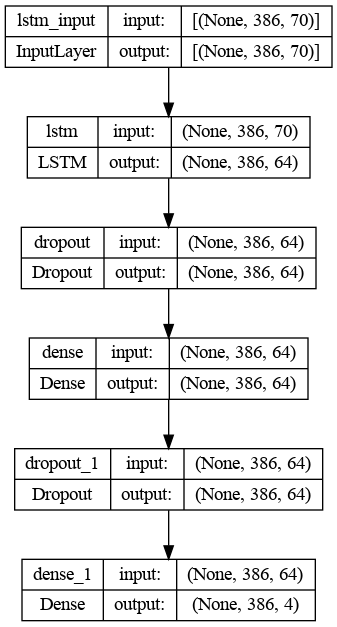 lstm_input input: [(None, 386, 70)]
InputLayer output: [(None, 386, 70)]
lstm input: (None, 386, 70)
LSTM output: (None, 386, 64)
dropout input: (None, 386, 64)
Dropout output: (None, 386, 64)
dense input: (None, 386, 64)
Dense output: (None, 386, 64)
dropout_1 input: (None, 386, 64)
Dropout output: (None, 386, 64)
dense_1 input: (None, 386, 64)
Dense output: (None, 386, 4)